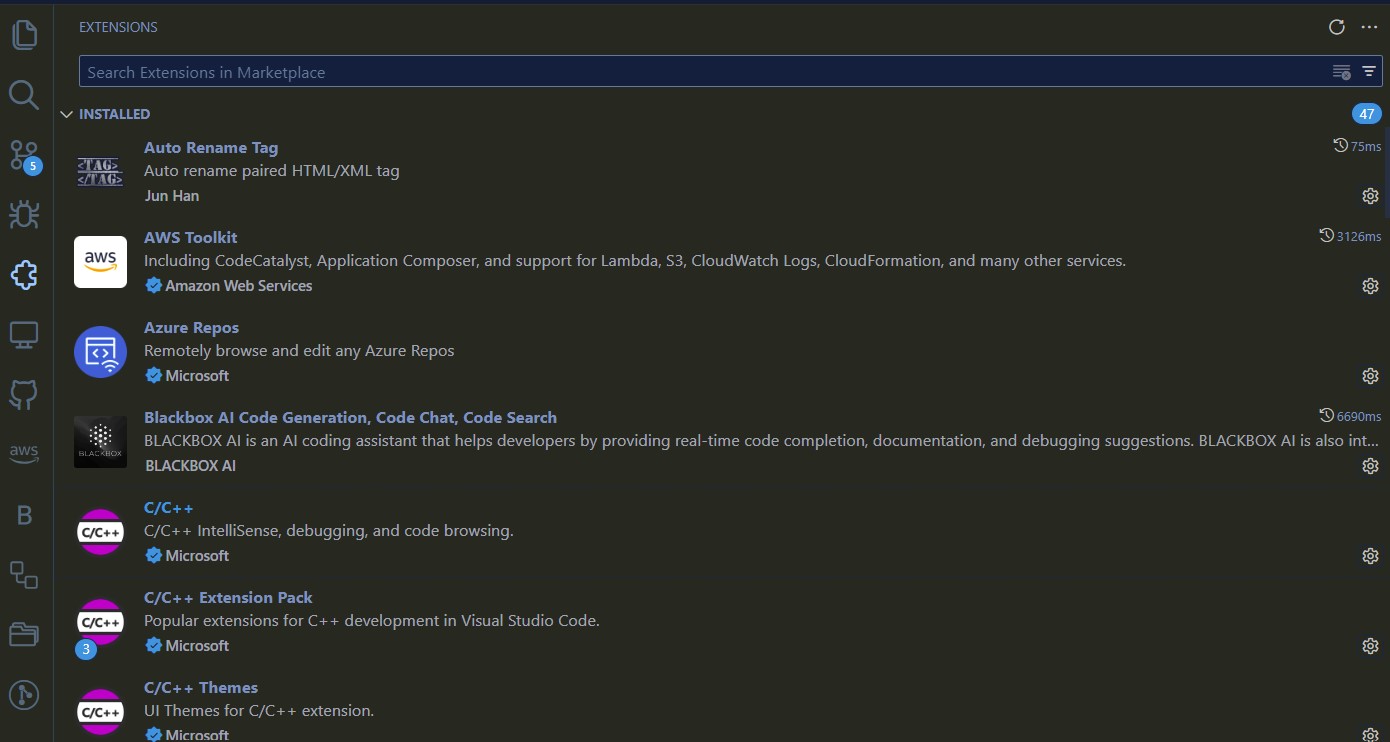 EXTENSIONS
Search Extensions in Marketplace
INSTALLED 47
Auto Rename Tag 75ms
<TAG>
</TAG>
Auto rename paired HTML/XML tag
Jun Han
5
AWS Toolkit 3126ms
aws
Including CodeCatalyst, Application Composer, and support for Lambda, S3, CloudWatch Logs, CloudFormation, and many other services.
Amazon Web Services
Azure Repos
Remotely browse and edit any Azure Repos
Microsoft
Blackbox AI Code Generation, Code Chat, Code Search 6690ms
BLACKBOX AI is an AI coding assistant that helps developers by providing real-time code completion, documentation, and debugging suggestions. BLACKBOX AI is also int...
BLACKBOX
BLACKBOX AI
aws
B
C/C++
C/C++
C/C++ IntelliSense, debugging, and code browsing.
Microsoft
C/C++ Extension Pack
C/C++
Popular extensions for C++ development in Visual Studio Code.
3
Microsoft
C/C++ Themes
C/C++
UI Themes for C/C++ extension.
Microsoft